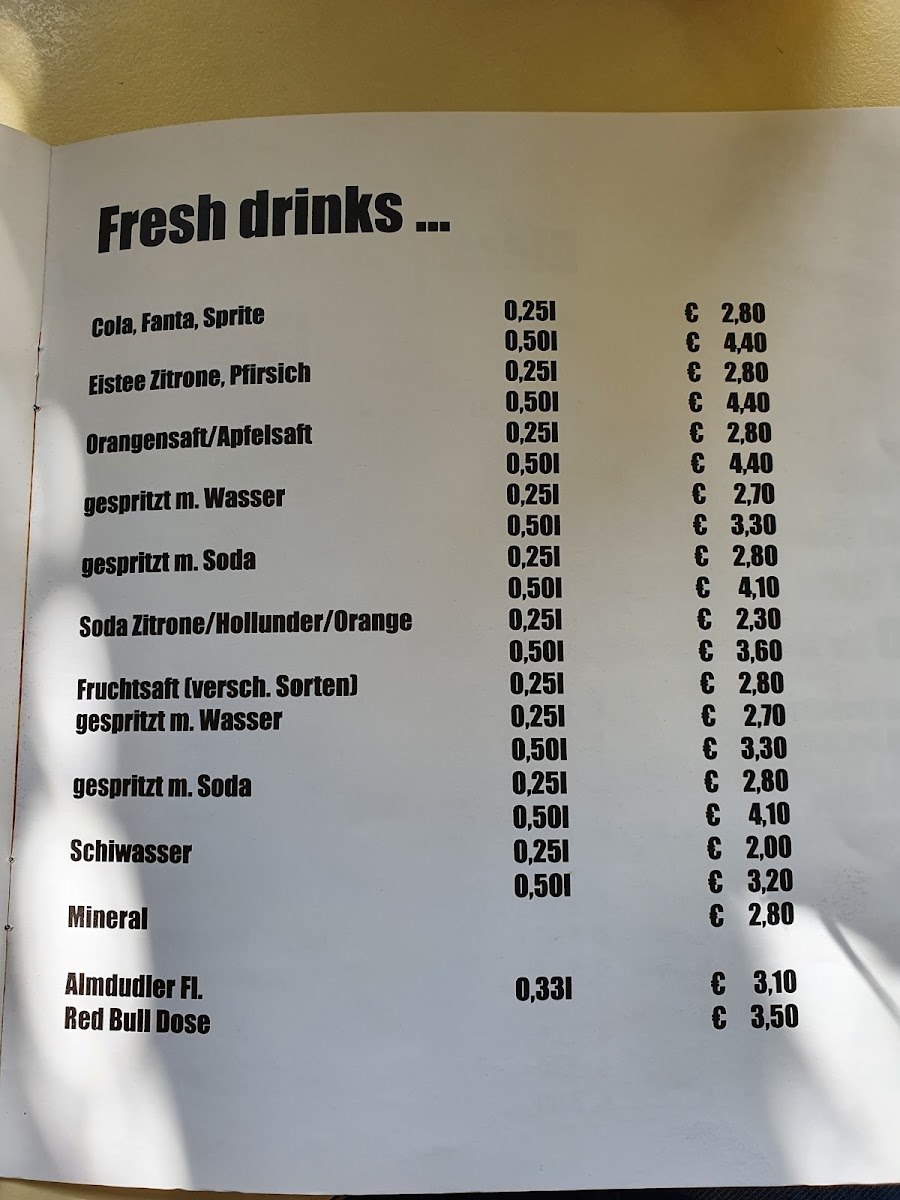 Fresh drinks ...
Cola, Fanta, Sprite 0,25l € 2,80
0,50l € 4,40
Eistee Zitrone, Pfirsich 0,25l € 2,80
0,50l € 4,40
Orangensaft/Apfelsaft 0,25l € 2,80
0,50l € 4,40
gespritzt m. Wasser 0,25l € 2,70
0,50l € 3,30
gespritzt m. Soda 0,25l € 2,80
0,50l € 4,10
Soda Zitrone/Hollunder/Orange 0,25l € 2,30
0,50l € 3,60
Fruchtsaft (versch. Sorten) 0,25l € 2,80
gespritzt m. Wasser 0,25l € 2,70
0,50l € 3,30
gespritzt m. Soda 0,25l € 2,80
0,50l € 4,10
Schiwasser 0,25l € 2,00
0,50l € 3,20
Mineral € 2,80
Almdudler Fl. 0,33l € 3,10
Red Bull Dose € 3,50